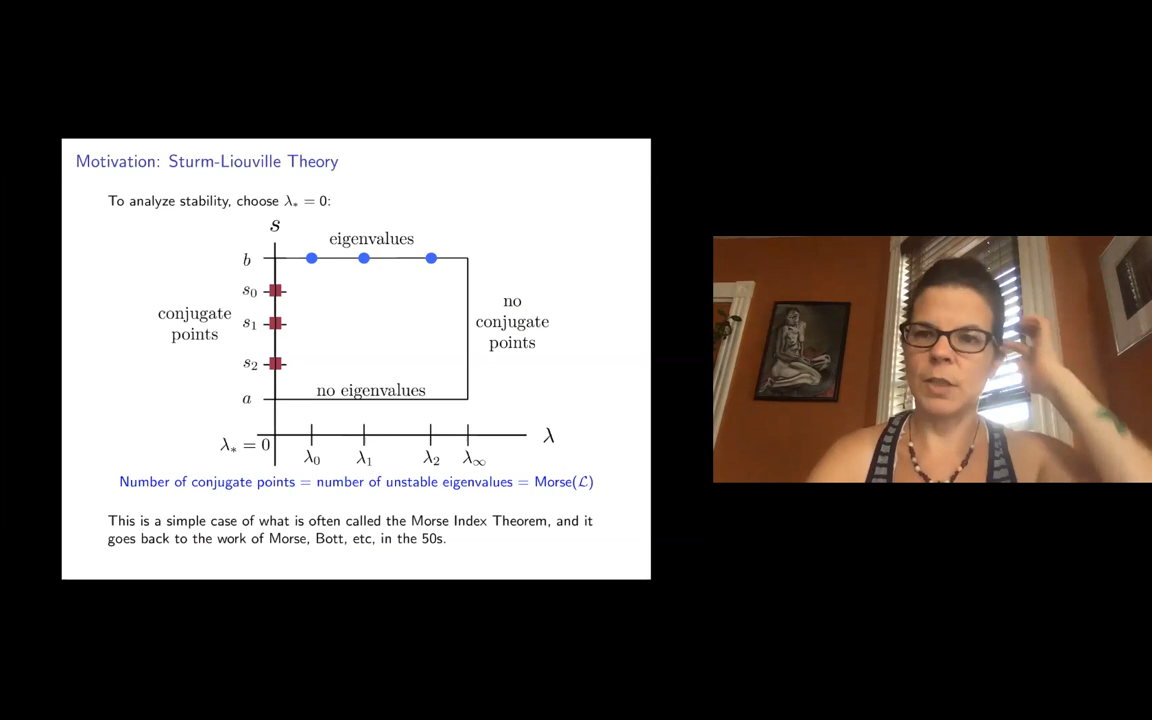 Motivation: Sturm-Liouville Theory
To analyze stability, choose λ* = 0:
s
eigenvalues
b
s₀
conjugate
points
s₁
no
conjugate
points
s₂
no eigenvalues
a
λ* = 0
λ
λ₀
λ₁
λ₂
λ∞
Number of conjugate points = number of unstable eigenvalues = Morse(ℒ)
This is a simple case of what is often called the Morse Index Theorem, and it
goes back to the work of Morse, Bott, etc, in the 50s.